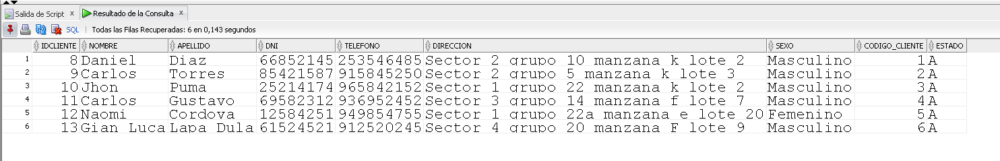 Salida de Script x Resultado de la Consulta x
SQL | Todas las Filas Recuperadas: 6 en 0,143 segundos
IDCLIENTE NOMBRE APELLIDO DNI TELEFONO DIRECCION SEXO CODIGO_CLIENTE ESTADO
1 8 Daniel Diaz 66852145 253546485 Sector 2 grupo 10 manzana k lote 2 Masculino 1 A
2 9 Carlos Torres 85421587 915845250 Sector 2 grupo 5 manzana k lote 3 Masculino 2 A
3 10 Jhon Puma 25214174 965842152 Sector 1 grupo 22 manzana k lote 2 Masculino 3 A
4 11 Carlos Gustavo 69582312 936952452 Sector 3 grupo 14 manzana f lote 7 Masculino 4 A
5 12 Naomi Cordova 12584251 949854755 Sector 1 grupo 22a manzana e lote 20 Femenino 5 A
6 13 Gian Luca Lapa Dula 61524521 912520245 Sector 4 grupo 20 manzana F lote 9 Masculino 6 A